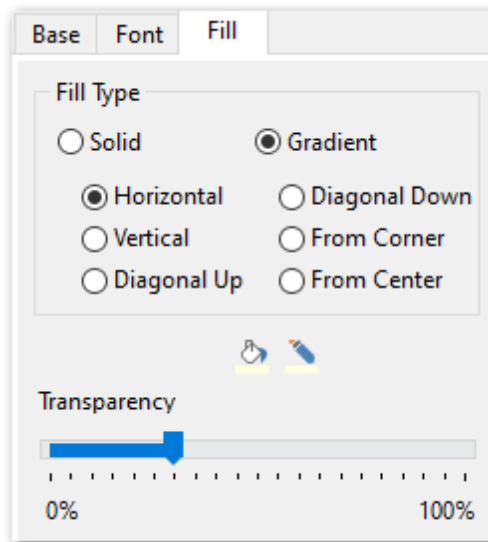 Base Font Fill
Fill Type
Solid Gradient
Horizontal Diagonal Down
Vertical From Corner
Diagonal Up From Center
Transparency
0% 100%